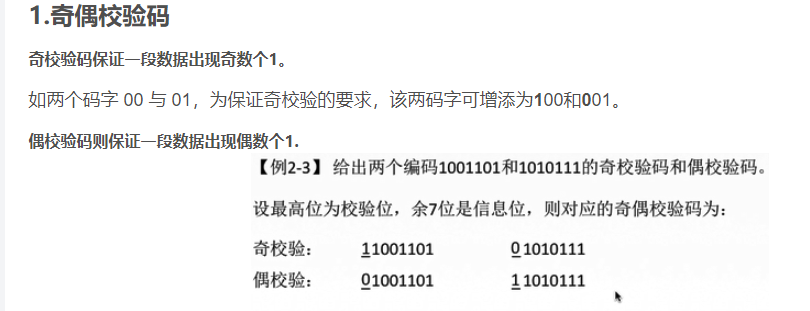 1.奇偶校验码
奇校验码保证一段数据出现奇数个1。
如两个码字 00 与 01，为保证奇校验的要求，该两码字可增添为100和001。
偶校验码则保证一段数据出现偶数个1.
【例2-3】 给出两个编码1001101和1010111的奇校验码和偶校验码。
设最高位为校验位，余7位是信息位，则对应的奇偶校验码为：
奇校验： 11001101 01010111
偶校验： 01001101 11010111